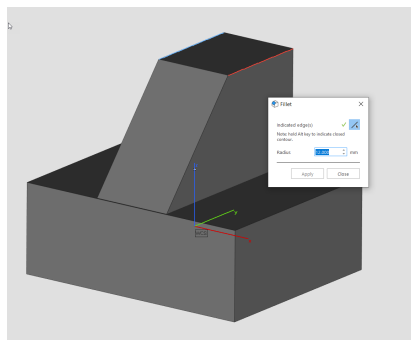 Fillet
Indicated edge(s)
Note: hold Alt key to indicate closed
contour.
Radius
mm
Apply
Close
y